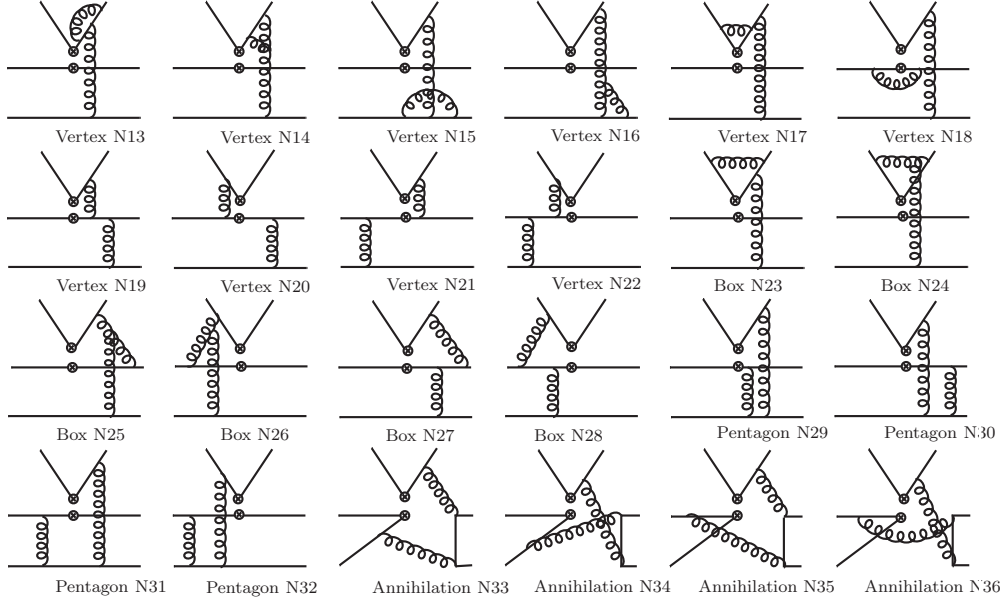 Vertex N13 Vertex N14 Vertex N15 Vertex N16 Vertex N17 Vertex N18
Vertex N19 Vertex N20 Vertex N21 Vertex N22 Box N23 Box N24
Box N25 Box N26 Box N27 Box N28 Pentagon N29 Pentagon N30
Pentagon N31 Pentagon N32 Annihilation N33 Annihilation N34 Annihilation N35 Annihilation N36